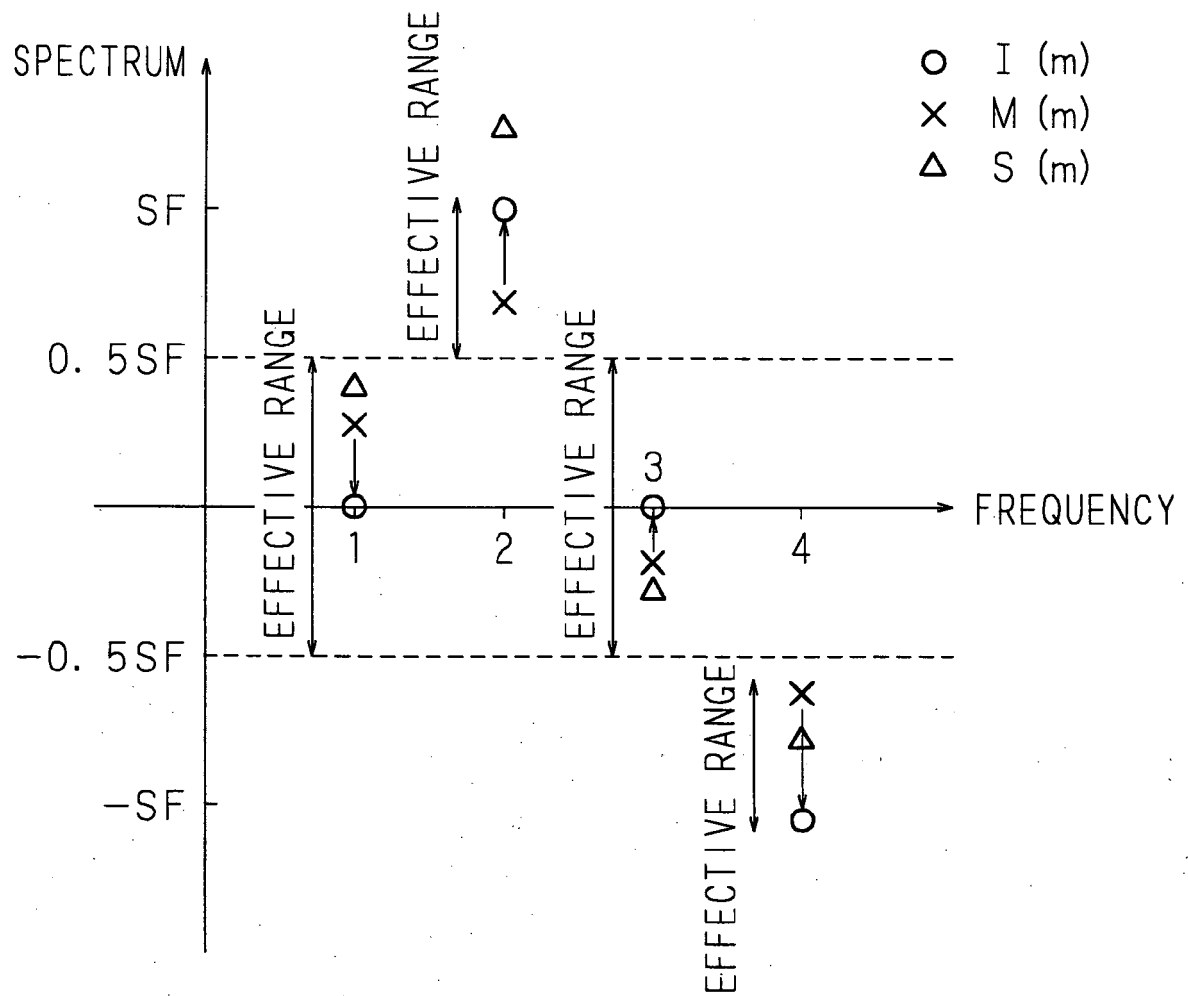 SPECTRUM
I (m)
M (m)
S (m)
EFFECTIVE RANGE
SF
EFFECTIVE RANGE
EFFECTIVE RANGE
0. 5SF
3
FREQUENCY
1
2
4
-0. 5SF
EFFECTIVE RANGE
-SF